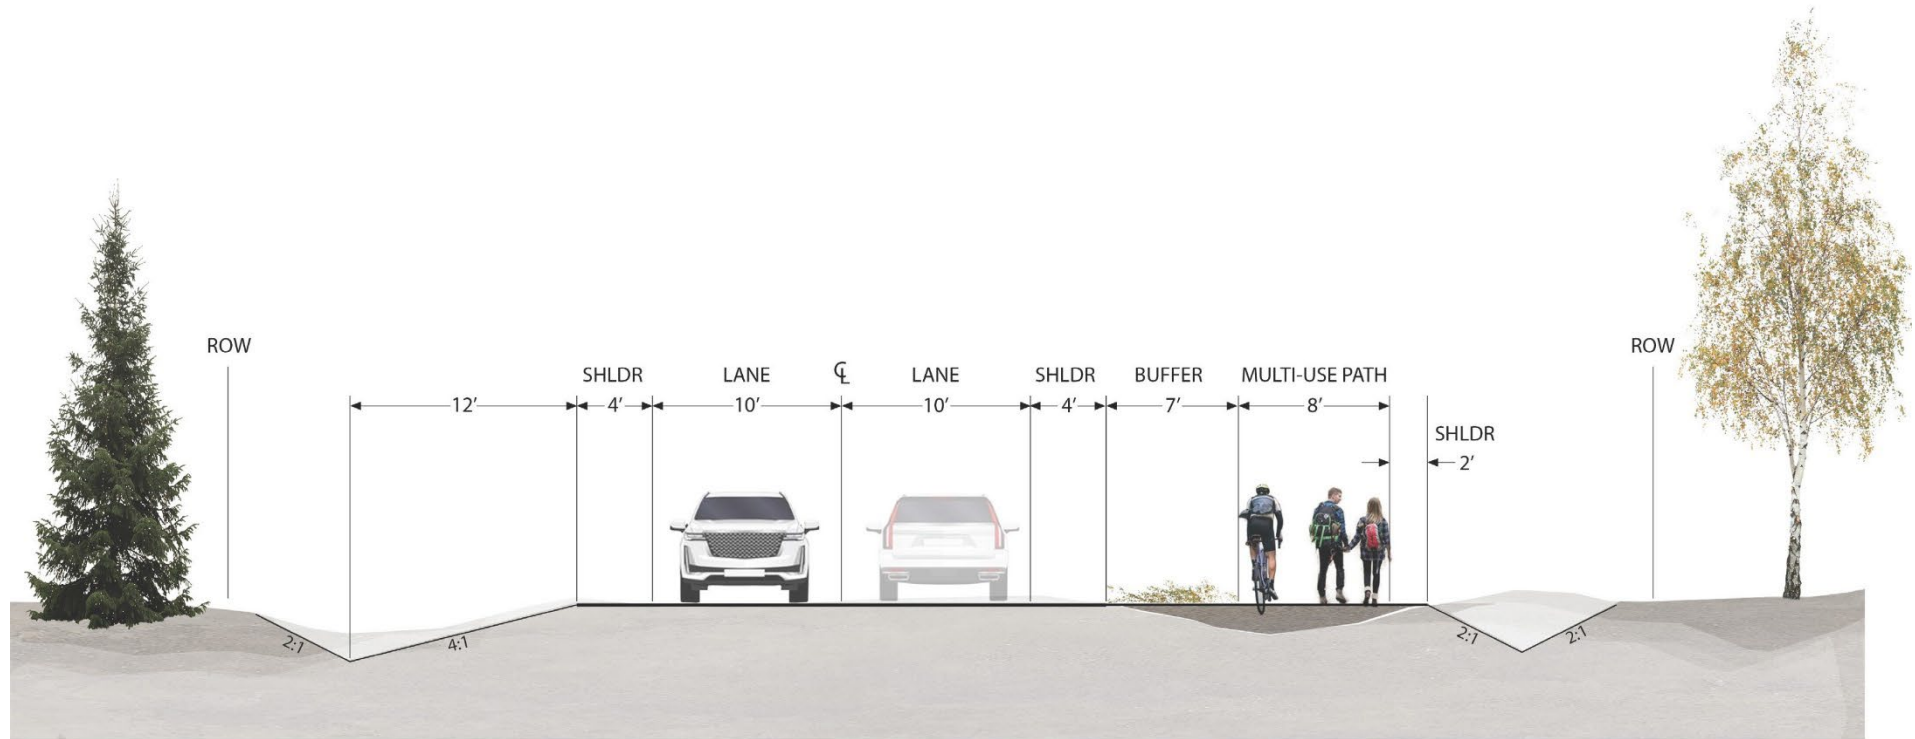 ROW
ROW
SHLDR LANE ℄ LANE SHLDR BUFFER MULTI-USE PATH
12′ 4′ 10′ 10′ 4′ 7′ 8′
SHLDR
2′
2:1 4:1 2:1 2:1